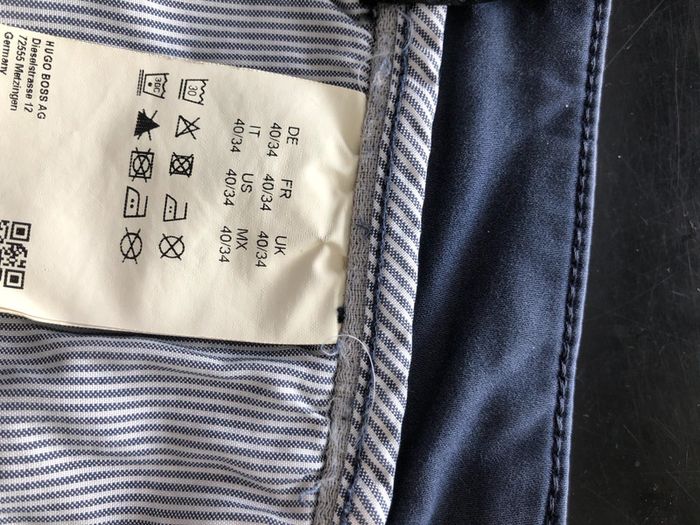 DE FR UK
40/34 40/34 40/34
IT US MX
40/34 40/34 40/34
30
30C
HUGO BOSS AG
Dieselstrasse 12
72555 Metzingen
Germany